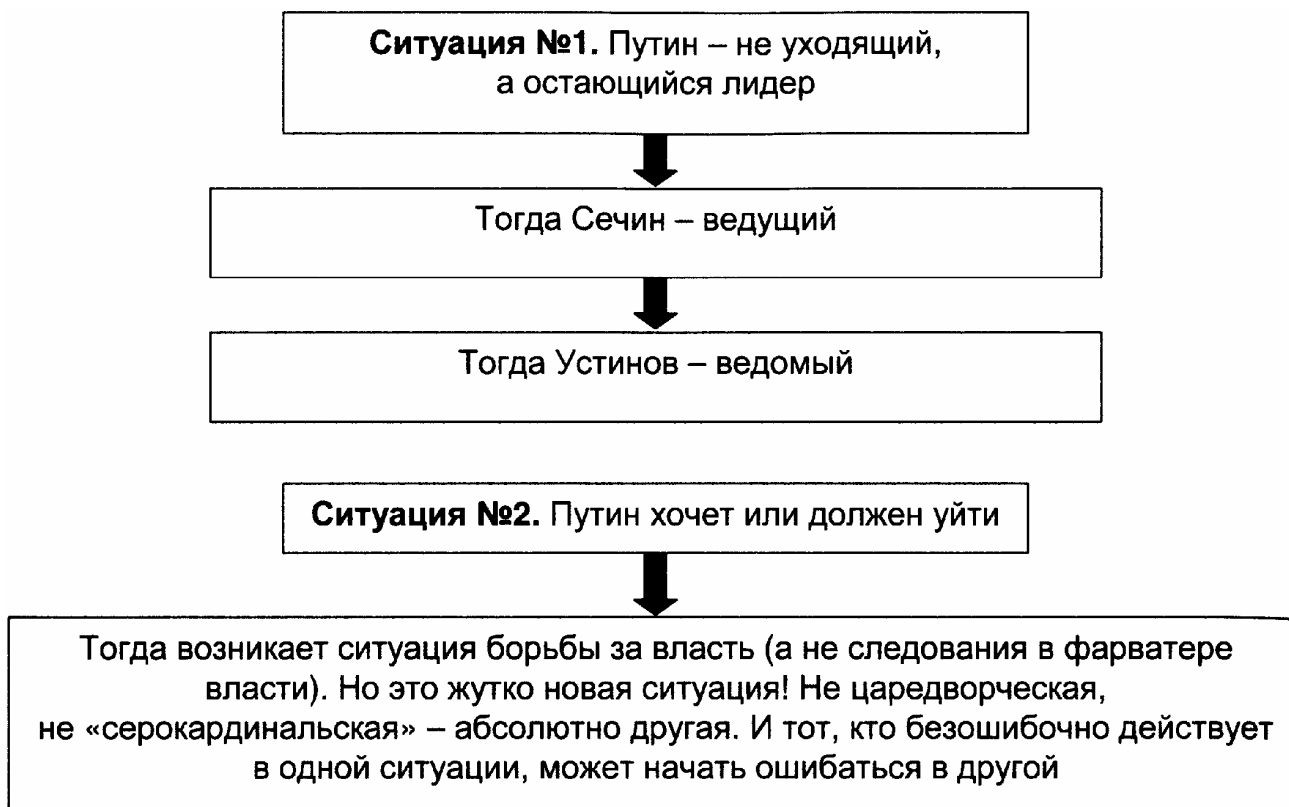 Ситуация №1. Путин – не уходящий,
а остающийся лидер
Тогда Сечин – ведущий
Тогда Устинов – ведомый
Ситуация №2. Путин хочет или должен уйти
Тогда возникает ситуация борьбы за власть (а не следования в фарватере
власти). Но это жутко новая ситуация! Не царедворческая,
не «серокардинальская» – абсолютно другая. И тот, кто безошибочно действует
в одной ситуации, может начать ошибаться в другой